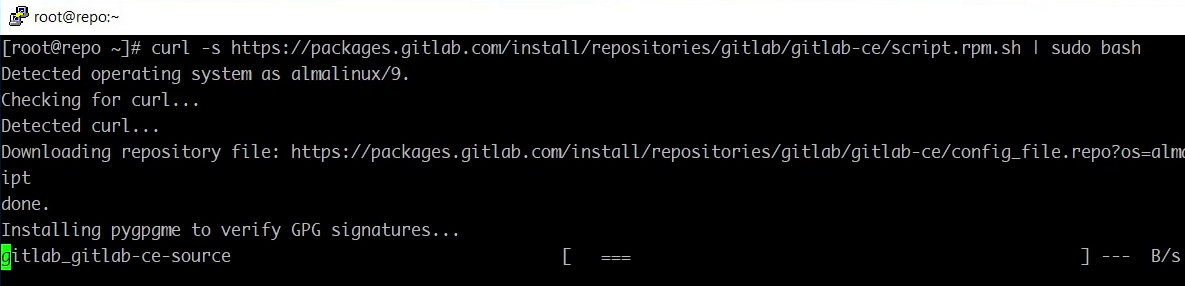 root@repo:~
[root@repo ~]# curl -s https://packages.gitlab.com/install/repositories/gitlab/gitlab-ce/script.rpm.sh | sudo bash
Detected operating system as almalinux/9.
Checking for curl...
Detected curl...
Downloading repository file: https://packages.gitlab.com/install/repositories/gitlab/gitlab-ce/config_file.repo?os=alma
ipt
done.
Installing pygpgme to verify GPG signatures...
gitlab_gitlab-ce-source [ === ] --- B/s